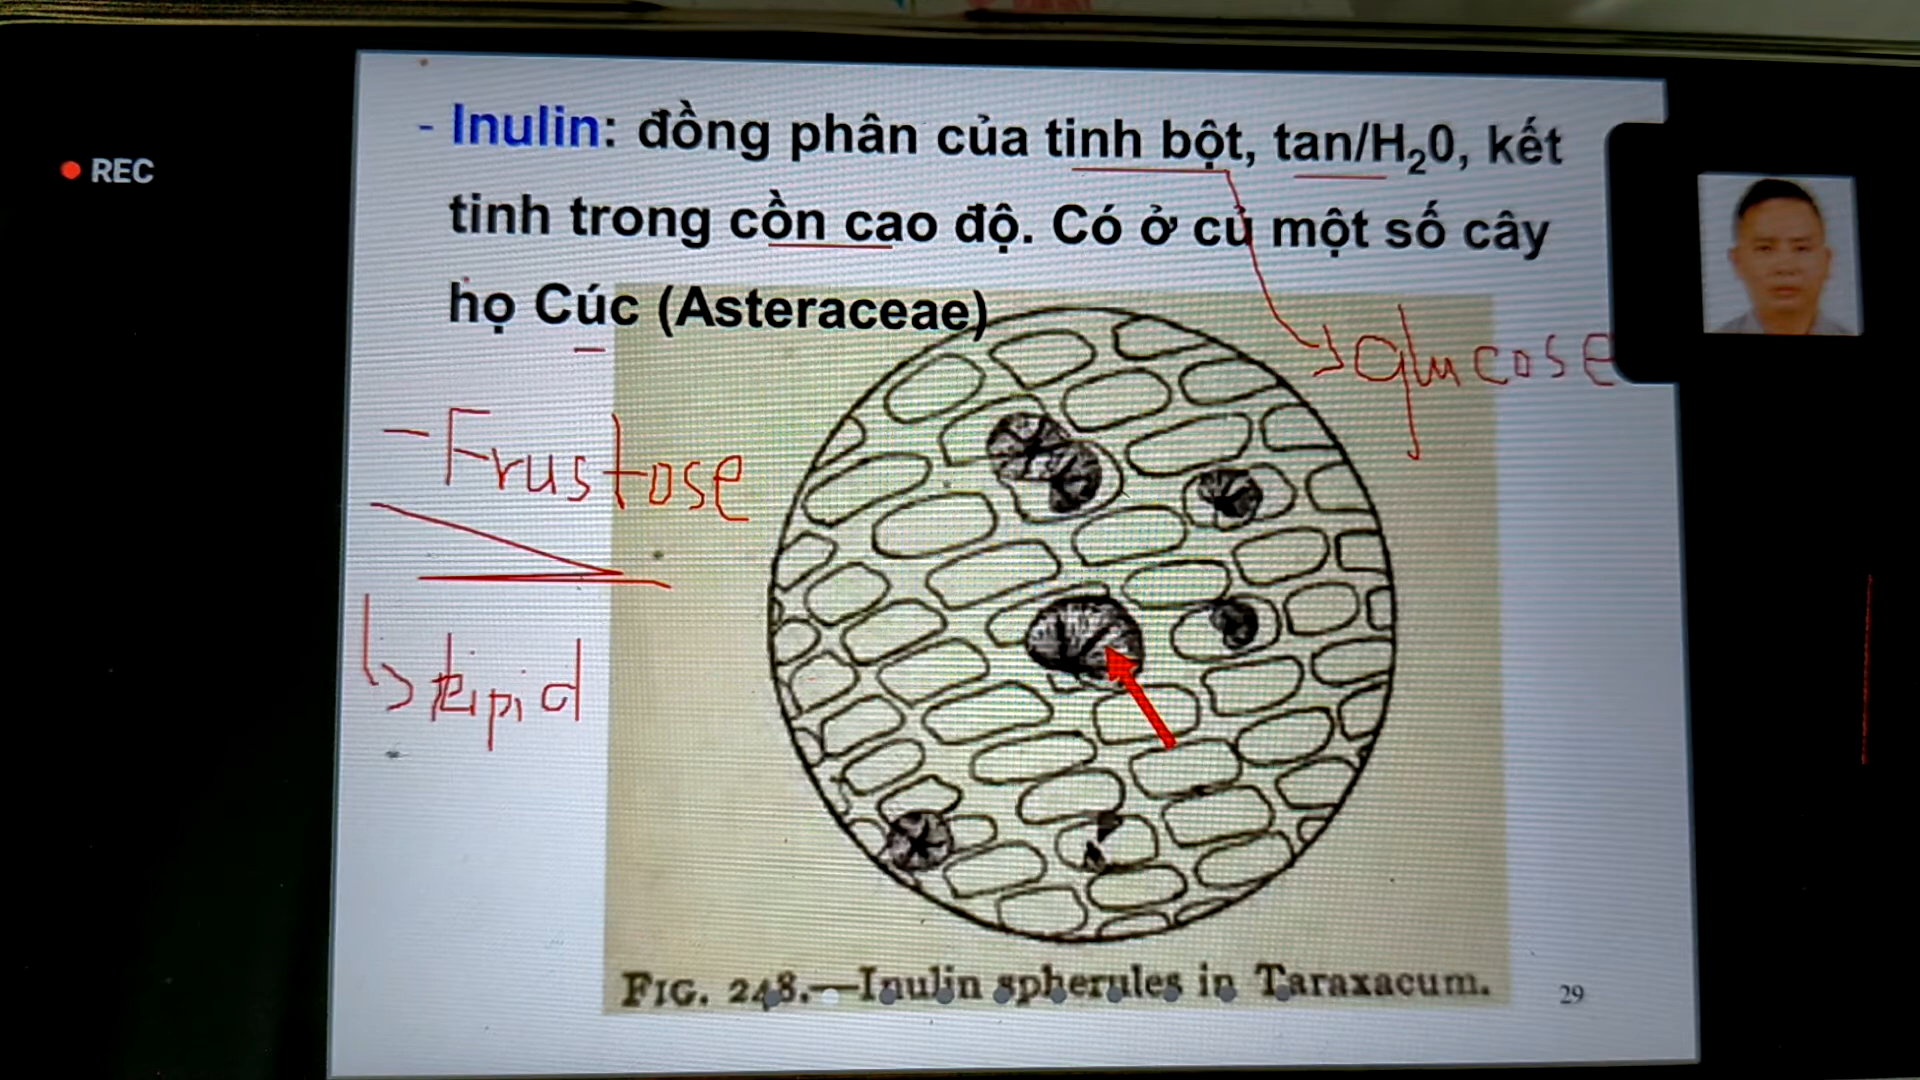 REC
- Inulin: đồng phân của tinh bột, tan/H₂0, kết
tinh trong cồn cao độ. Có ở củ một số cây
họ Cúc (Asteraceae)
glucose
- Frustose
FIG. 248.—Inulin spherules in Taraxacum.
29